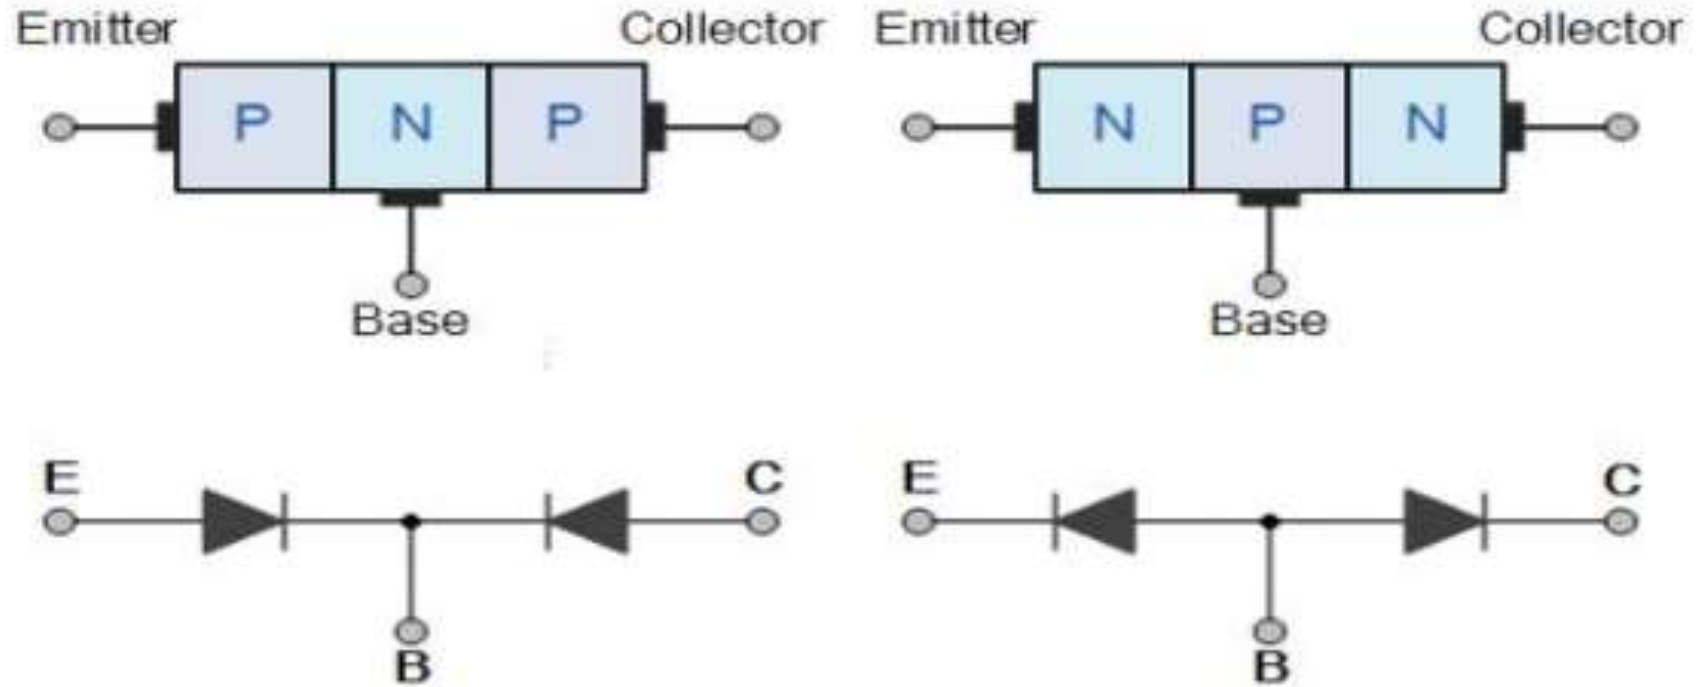 Emitter Collector
P N P
Base
E C
B
Emitter Collector
N P N
Base
E C
B